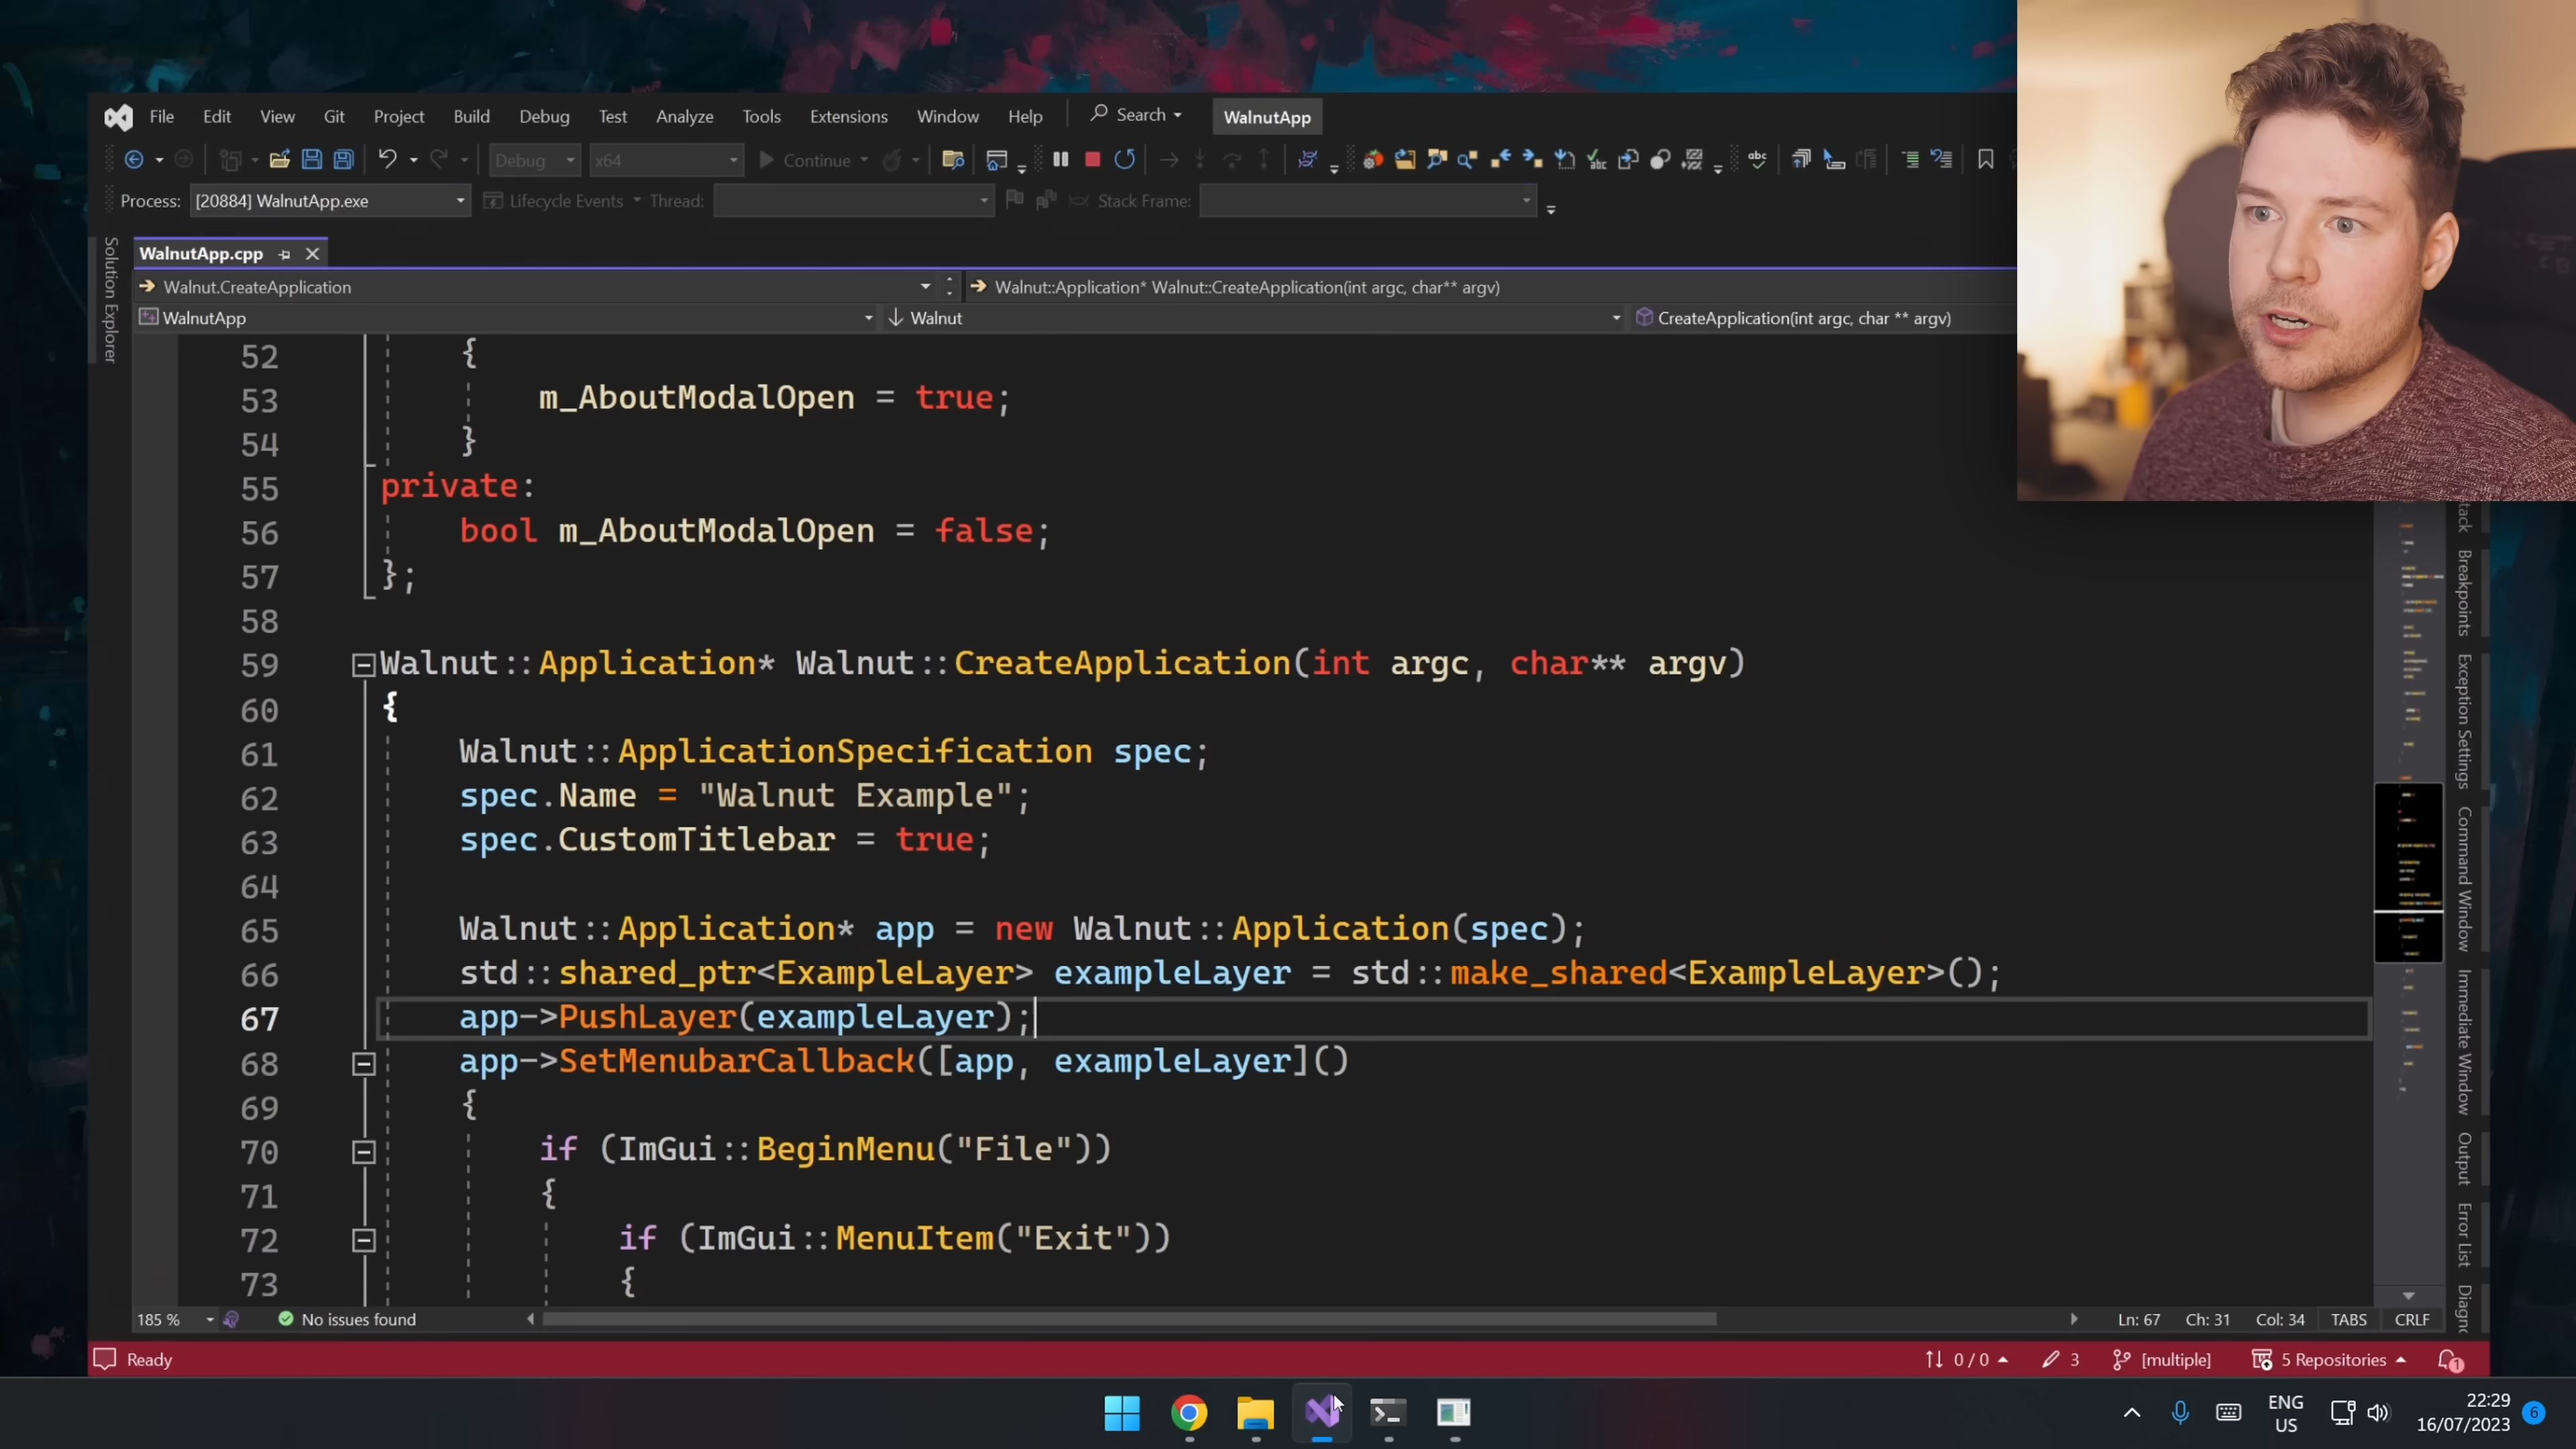 File Edit View Git Project Build Debug Test Analyze Tools Extensions Window Help Search WalnutApp
Debug x64 Continue
Process: [20884] WalnutApp.exe Lifecycle Events Thread: Stack Frame:
WalnutApp.cpp
Walnut.CreateApplication Walnut::Application* Walnut::CreateApplication(int argc, char** argv)
WalnutApp Walnut CreateApplication(int argc, char ** argv)
Solution Explorer
52 {
53 m_AboutModalOpen = true;
54 }
55 private:
56 bool m_AboutModalOpen = false;
57 };
58
59 Walnut::Application* Walnut::CreateApplication(int argc, char** argv)
60 {
61 Walnut::ApplicationSpecification spec;
62 spec.Name = "Walnut Example";
63 spec.CustomTitlebar = true;
64
65 Walnut::Application* app = new Walnut::Application(spec);
66 std::shared_ptr<ExampleLayer> exampleLayer = std::make_shared<ExampleLayer>();
67 app->PushLayer(exampleLayer);
68 app->SetMenubarCallback([app, exampleLayer]()
69 {
70 if (ImGui::BeginMenu("File"))
71 {
72 if (ImGui::MenuItem("Exit"))
73 {
Breakpoints
Exception Settings
Command Window
Immediate Window
Output
Error List
185 % No issues found Ln: 67 Ch: 31 Col: 34 TABS CRLF
Ready 0 / 0 3 [multiple] 5 Repositories 1
ENG
US
22:29
16/07/2023
6